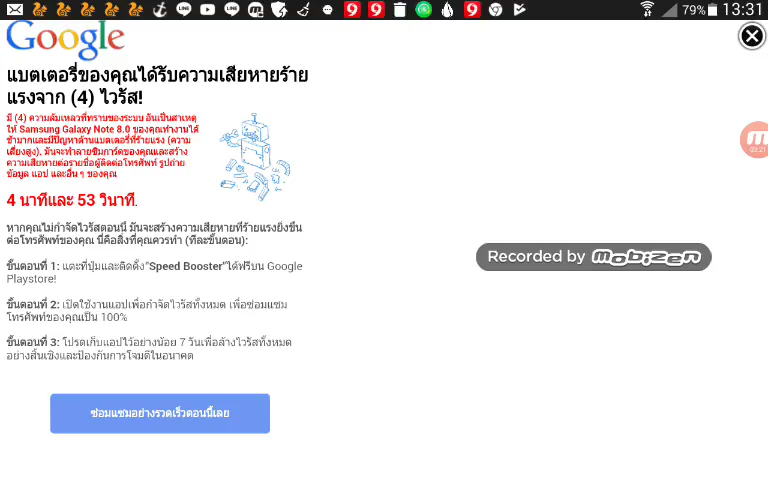 79% 13:31
Google
แบตเตอรี่ของคุณได้รับความเสียหายร้าย
แรงจาก (4) ไวรัส!
มี (4) ความล้มเหลวที่ทราบของระบบ อันเป็นสาเหตุ
ให้ Samsung Galaxy Note 8.0 ของคุณทำงานได้
ช้ามากและมีปัญหาด้านแบตเตอรี่ที่ร้ายแรง (ความ
เสี่ยงสูง). มันจะทำลายซิมการ์ดของคุณและสร้าง
ความเสียหายต่อรายชื่อผู้ติดต่อโทรศัพท์ รูปถ่าย
ข้อมูล แอป และอื่น ๆ ของคุณ
03:21
4 นาทีและ 53 วินาที.
หากคุณไม่กำจัดไวรัสตอนนี้ มันจะสร้างความเสียหายที่ร้ายแรงยิ่งขึ้น
ต่อโทรศัพท์ของคุณ นี่คือสิ่งที่คุณควรทำ (ทีละขั้นตอน):
Recorded by mobizen
ขั้นตอนที่ 1: แตะที่ปุ่มและติดตั้ง"Speed Booster"ได้ฟรีบน Google
Playstore!
ขั้นตอนที่ 2: เปิดใช้งานแอปเพื่อกำจัดไวรัสทั้งหมด เพื่อซ่อมแซม
โทรศัพท์ของคุณเป็น 100%
ขั้นตอนที่ 3: โปรดเก็บแอปไว้อย่างน้อย 7 วันเพื่อล้างไวรัสทั้งหมด
อย่างสิ้นเชิงและป้องกันการโจมตีในอนาคต
ซ่อมแซมอย่างรวดเร็วตอนนี้เลย